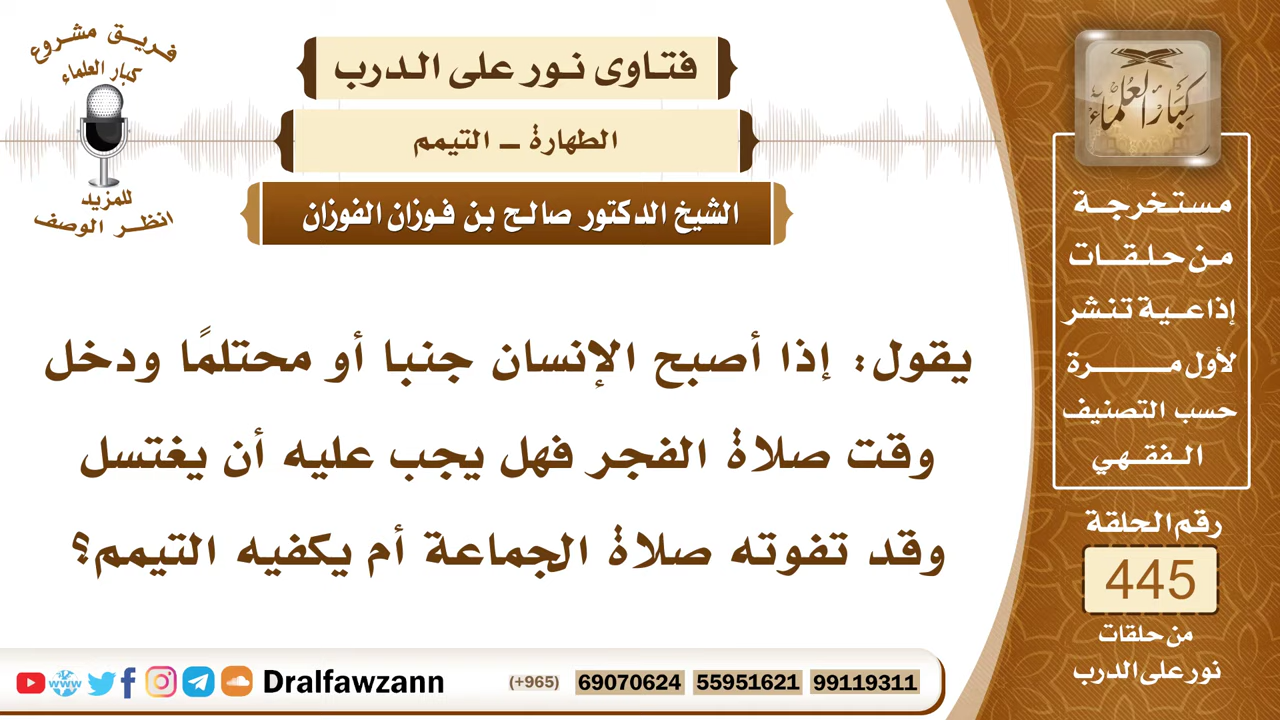 فريق مشروع
كبار العلماء
للمزيد
انظر الوصف
فتاوى نور على الدرب
الطهارة – التيمم
الشيخ الدكتور صالح بن فوزان الفوزان
يقول: إذا أصبح الإنسان جنبا أو محتلمًا ودخل
وقت صلاة الفجر فهل يجب عليه أن يغتسل
وقد تفوته صلاة الجماعة أم يكفيه التيمم؟
كبار العلماء
مستخرجة
من حلقات
إذاعية تنشر
لأول مرة
حسب التصنيف
الفقهي
رقم الحلقة
445
من حلقات
نور على الدرب
www Dralfawzann (+965) 69070624 55951621 99119311